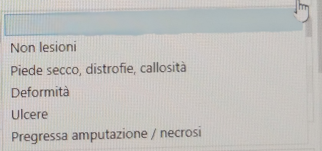 Non lesioni
Piede secco, distrofie, callosità
Deformità
Ulcere
Pregressa amputazione / necrosi